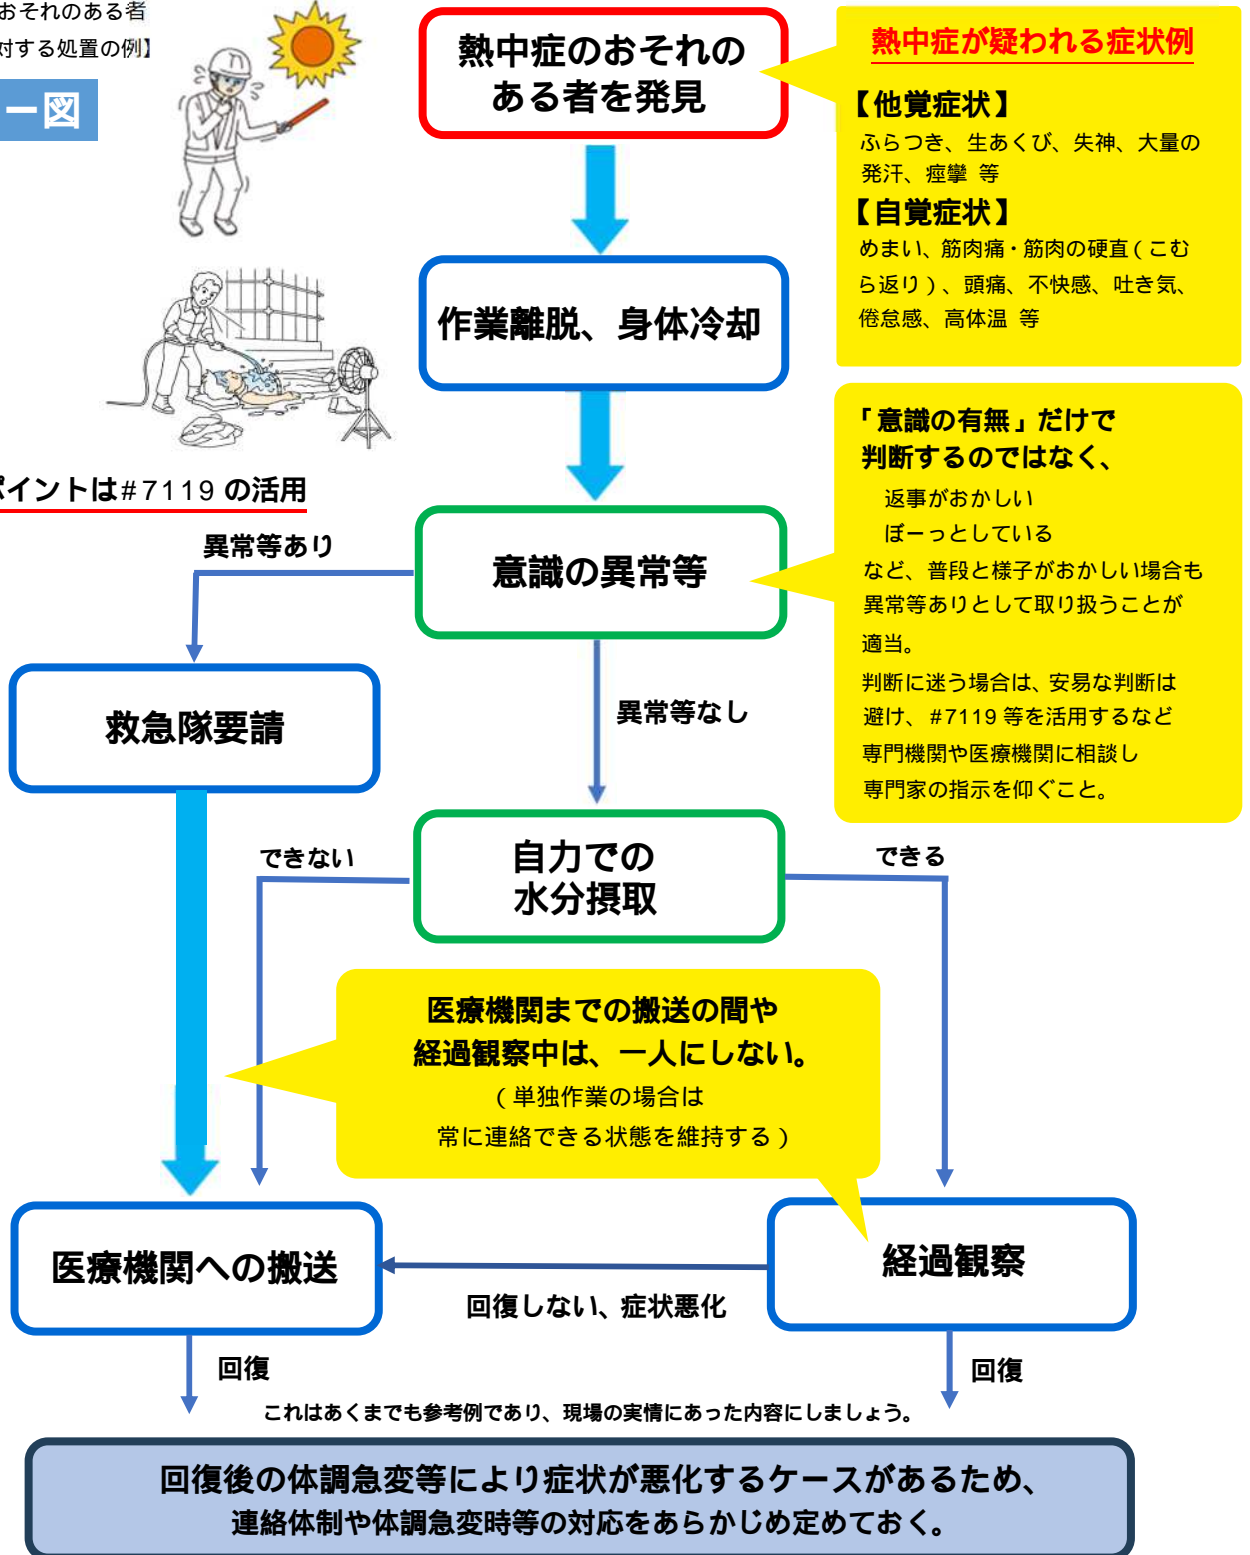 おそれのある者
対する処置の例】
ー図
熱中症のおそれの
ある者を発見
熱中症が疑われる症状例
【他覚症状】
ふらつき、生あくび、失神、大量の
発汗、痙攣 等
【自覚症状】
めまい、筋肉痛・筋肉の硬直（こむ
ら返り）、頭痛、不快感、吐き気、
倦怠感、高体温 等
作業離脱、身体冷却
「意識の有無」だけで
判断するのではなく、
返事がおかしい
ぼーっとしている
など、普段と様子がおかしい場合も
異常等ありとして取り扱うことが
適当。
判断に迷う場合は、安易な判断は
避け、#7119 等を活用するなど
専門機関や医療機関に相談し
専門家の指示を仰ぐこと。
ポイントは#7119 の活用
異常等あり
意識の異常等
救急隊要請
異常等なし
できない
自力での
水分摂取
できる
医療機関までの搬送の間や
経過観察中は、一人にしない。
（単独作業の場合は
常に連絡できる状態を維持する）
医療機関への搬送
経過観察
回復しない、症状悪化
回復
回復
これはあくまでも参考例であり、現場の実情にあった内容にしましょう。
回復後の体調急変等により症状が悪化するケースがあるため、
連絡体制や体調急変時等の対応をあらかじめ定めておく。